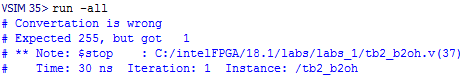 VSIM 35> run -all
# Convertation is wrong
# Expected 255, but got   1
# ** Note: $stop    : C:/intelFPGA/18.1/labs/labs_1/tb2_b2oh.v(37)
#    Time: 30 ns  Iteration: 1  Instance: /tb2_b2oh